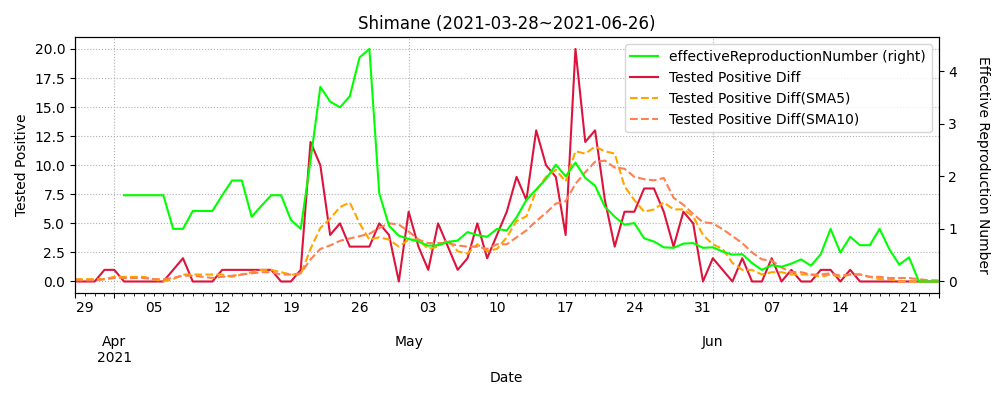 Shimane (2021-03-28~2021-06-26)
effectiveReproductionNumber (right)
Tested Positive Diff
Tested Positive Diff(SMA5)
Tested Positive Diff(SMA10)
Tested Positive
20.0
17.5
15.0
12.5
10.0
7.5
5.0
2.5
0.0
Effective Reproduction Number
4
3
2
1
0
29 05 12 19 26 03 10 17 24 31 07 14 21
Apr May Jun
2021
Date